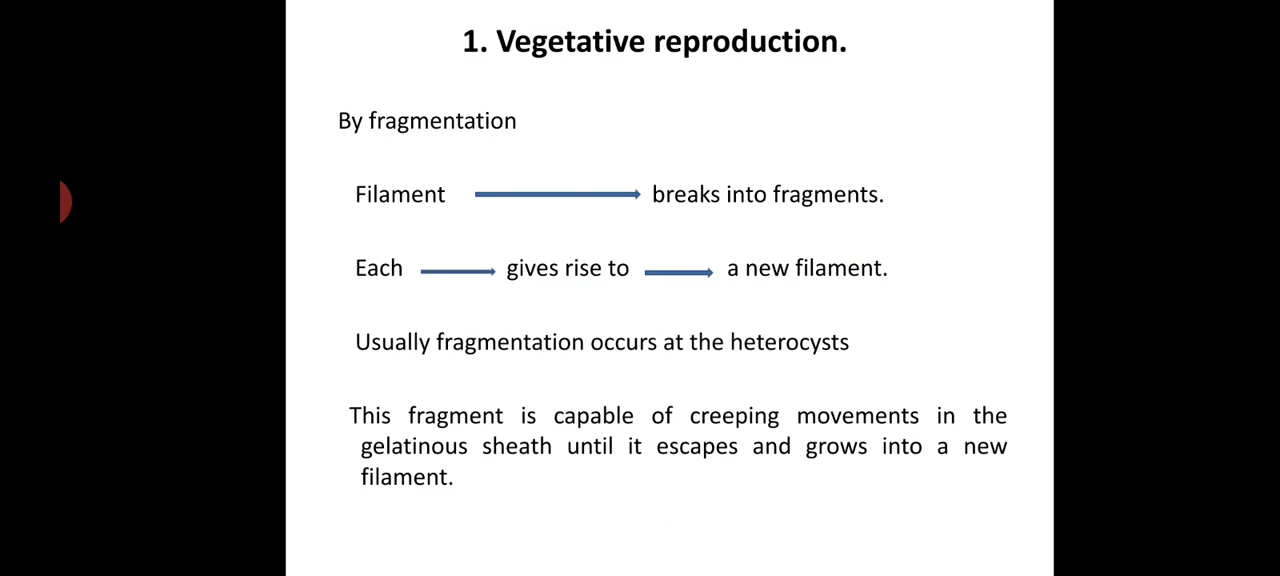 1. Vegetative reproduction.
By fragmentation
Filament breaks into fragments.
Each gives rise to a new filament.
Usually fragmentation occurs at the heterocysts
This fragment is capable of creeping movements in the
gelatinous sheath until it escapes and grows into a new
filament.